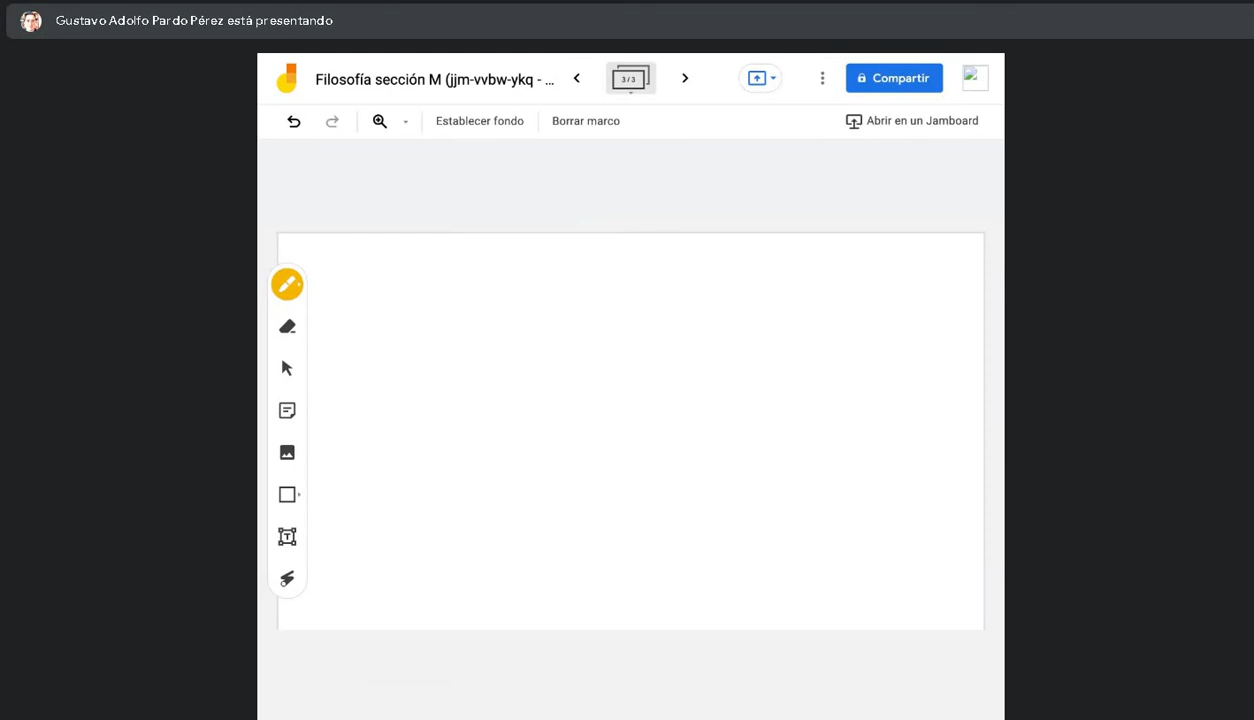 Gustavo Adolfo Pardo Pérez está presentando
Filosofía sección M (jjm-vvbw-ykq - ...
3 / 3
Compartir
Establecer fondo
Borrar marco
Abrir en un Jamboard
T